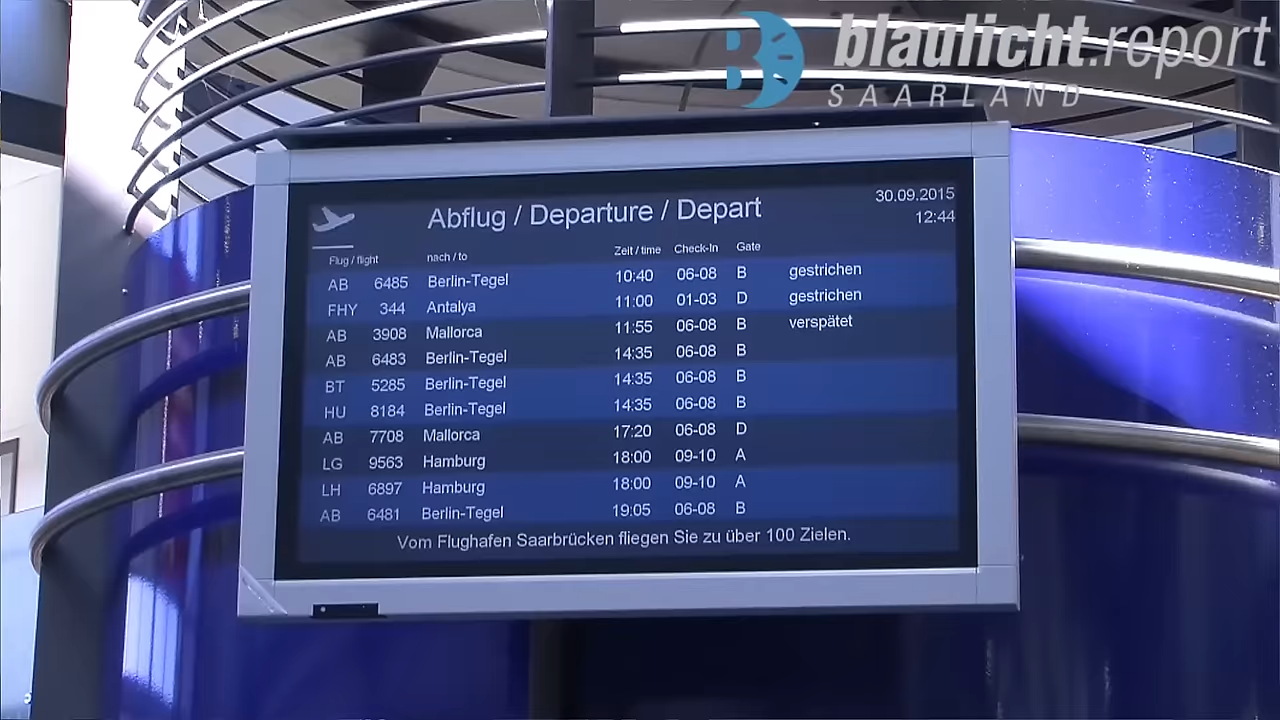 blaulicht.report
SAARLAND
30.09.2015
Abflug / Departure / Depart
12:44
Flug / flight nach / to Zeit / time Check-In Gate
AB 6485 Berlin-Tegel 10:40 06-08 B gestrichen
FHY 344 Antalya 11:00 01-03 D gestrichen
AB 3908 Mallorca 11:55 06-08 B verspätet
AB 6483 Berlin-Tegel 14:35 06-08 B
BT 5285 Berlin-Tegel 14:35 06-08 B
HU 8184 Berlin-Tegel 14:35 06-08 B
AB 7708 Mallorca 17:20 06-08 D
LG 9563 Hamburg 18:00 09-10 A
LH 6897 Hamburg 18:00 09-10 A
AB 6481 Berlin-Tegel 19:05 06-08 B
Vom Flughafen Saarbrücken fliegen Sie zu über 100 Zielen.